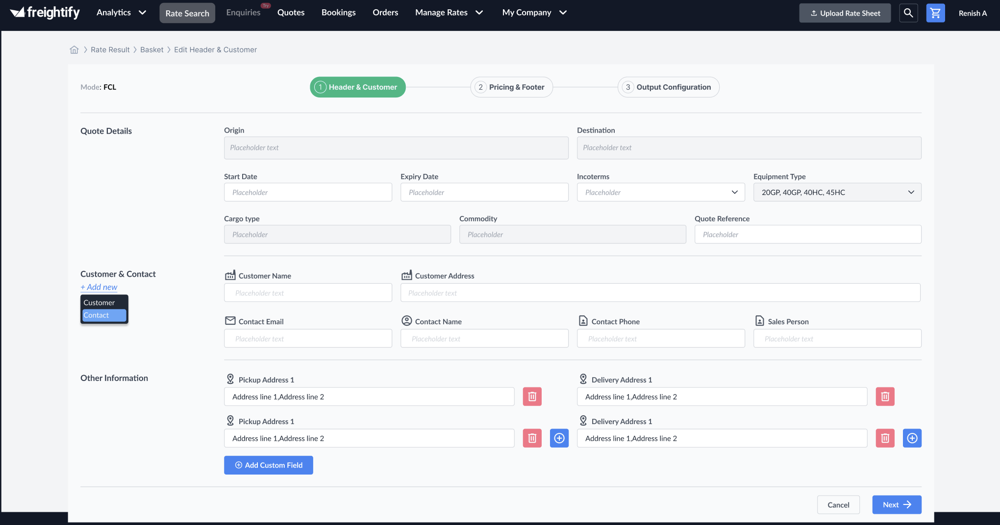 freightify Analytics Rate Search Enquiries Try Quotes Bookings Orders Manage Rates My Company Upload Rate Sheet Renish A
Rate Result Basket Edit Header & Customer
Mode: FCL 1 Header & Customer 2 Pricing & Footer 3 Output Configuration
Quote Details
Origin Destination
Placeholder text Placeholder text
Start Date Expiry Date Incoterms Equipment Type
Placeholder Placeholder Placeholder 20GP, 40GP, 40HC, 45HC
Cargo type Commodity Quote Reference
Placeholder Placeholder Placeholder
Customer & Contact
+ Add new
Customer
Contact
Customer Name Customer Address
Placeholder text Placeholder text
Contact Email Contact Name Contact Phone Sales Person
Placeholder text Placeholder text Placeholder text Placeholder text
Other Information
Pickup Address 1 Delivery Address 1
Address line 1,Address line 2 Address line 1,Address line 2
Pickup Address 1 Delivery Address 1
Address line 1,Address line 2 Address line 1,Address line 2
Add Custom Field
Cancel Next